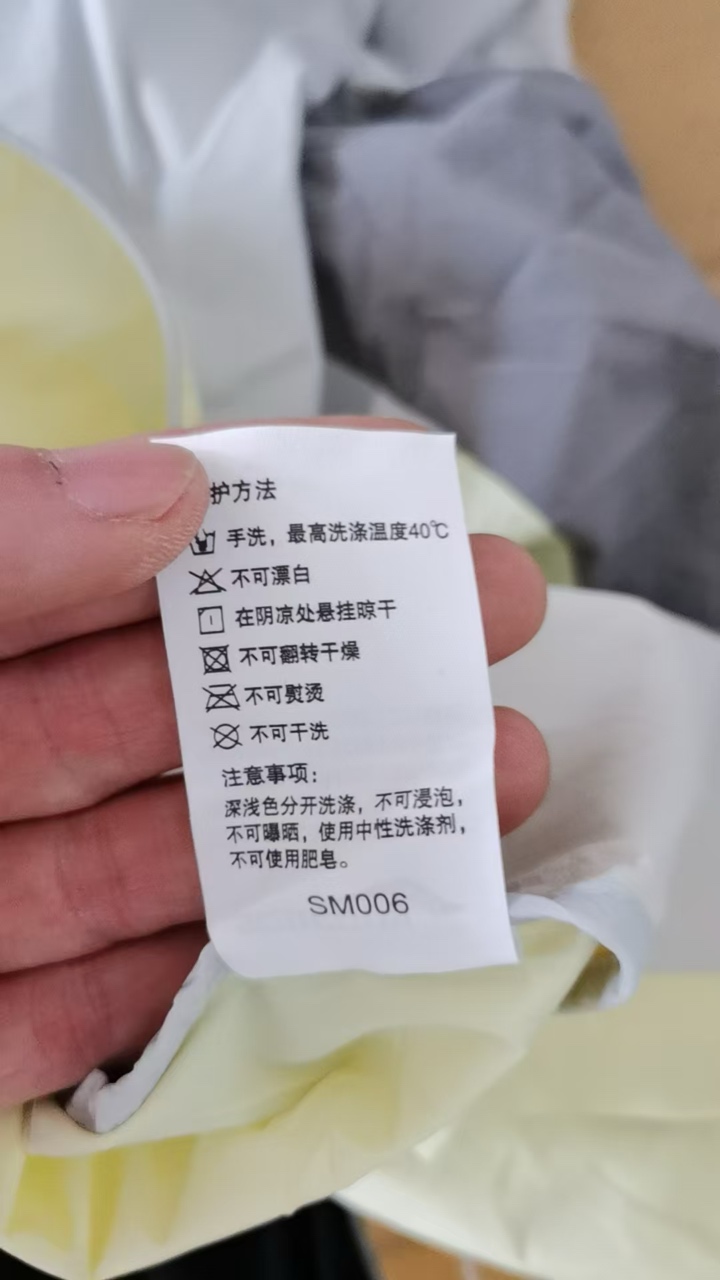 护方法
手洗，最高洗涤温度40℃
不可漂白
在阴凉处悬挂晾干
不可翻转干燥
不可熨烫
不可干洗
注意事项：
深浅色分开洗涤，不可浸泡，
不可曝晒，使用中性洗涤剂，
不可使用肥皂。
SM006